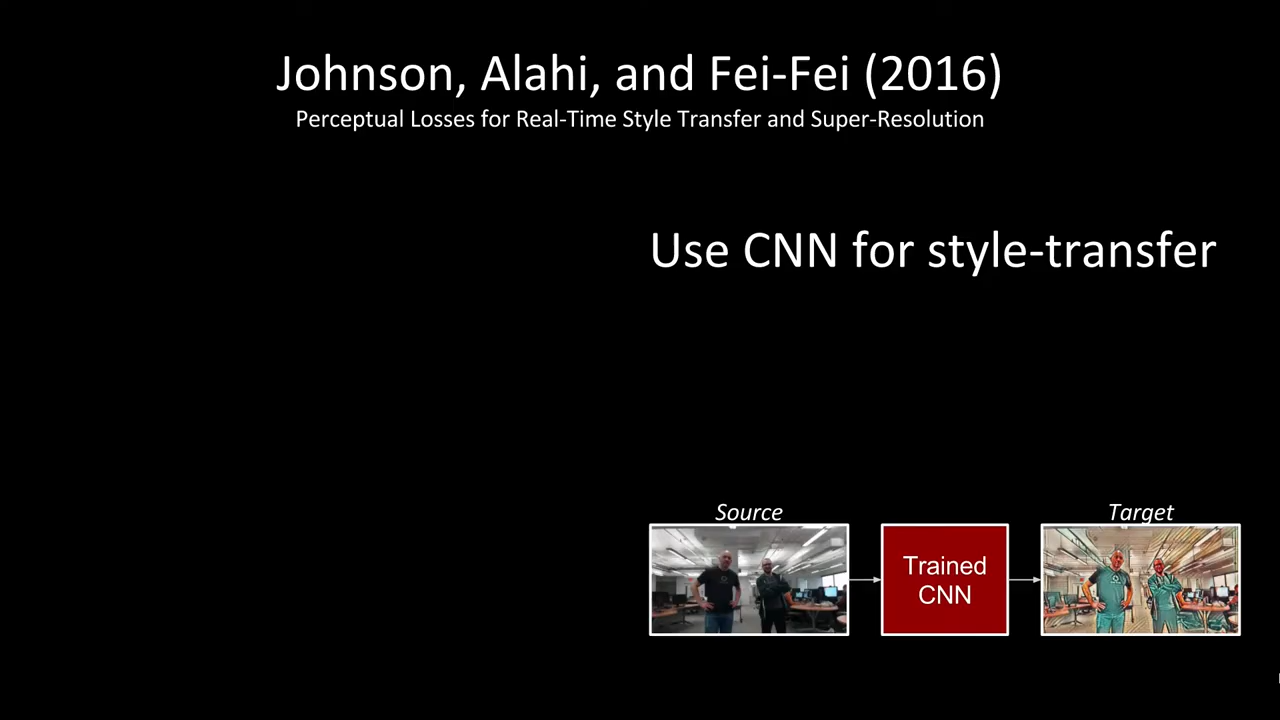 Johnson, Alahi, and Fei-Fei (2016)
Perceptual Losses for Real-Time Style Transfer and Super-Resolution
Use CNN for style-transfer
Source
Target
Trained
CNN